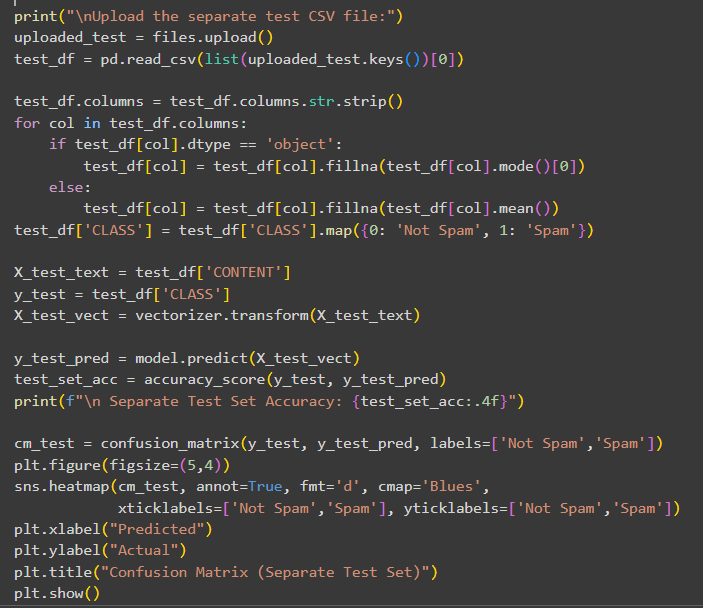 print("\nUpload the separate test CSV file:")
uploaded_test = files.upload()
test_df = pd.read_csv(list(uploaded_test.keys())[0])

test_df.columns = test_df.columns.str.strip()
for col in test_df.columns:
    if test_df[col].dtype == 'object':
        test_df[col] = test_df[col].fillna(test_df[col].mode()[0])
    else:
        test_df[col] = test_df[col].fillna(test_df[col].mean())
test_df['CLASS'] = test_df['CLASS'].map({0: 'Not Spam', 1: 'Spam'})

X_test_text = test_df['CONTENT']
y_test = test_df['CLASS']
X_test_vect = vectorizer.transform(X_test_text)

y_test_pred = model.predict(X_test_vect)
test_set_acc = accuracy_score(y_test, y_test_pred)
print(f"\n Separate Test Set Accuracy: {test_set_acc:.4f}")

cm_test = confusion_matrix(y_test, y_test_pred, labels=['Not Spam','Spam'])
plt.figure(figsize=(5,4))
sns.heatmap(cm_test, annot=True, fmt='d', cmap='Blues',
            xticklabels=['Not Spam','Spam'], yticklabels=['Not Spam','Spam'])
plt.xlabel("Predicted")
plt.ylabel("Actual")
plt.title("Confusion Matrix (Separate Test Set)")
plt.show()